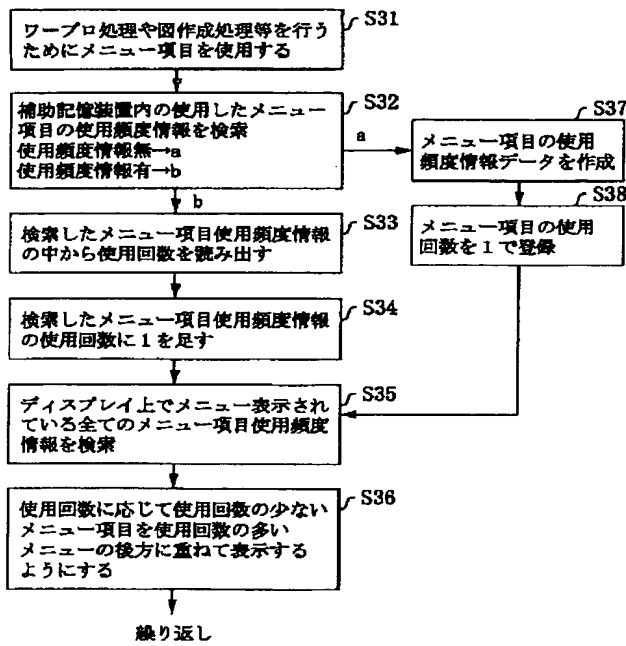 S31
ワープロ処理や図作成処理等を行う
ためにメニュー項目を使用する
S32
補助記憶装置内の使用したメニュー
項目の使用頻度情報を検索
使用頻度情報無→a
使用頻度情報有→b
a
b
S37
メニュー項目の使用
頻度情報データを作成
S38
メニュー項目の使用
回数を1で登録
S33
検索したメニュー項目使用頻度情報
の中から使用回数を読み出す
S34
検索したメニュー項目使用頻度情報
の使用回数に1を足す
S35
ディスプレイ上でメニュー表示され
ている全てのメニュー項目使用頻度
情報を検索
S36
使用回数に応じて使用回数の少ない
メニュー項目を使用回数の多い
メニューの後方に重ねて表示する
ようにする
繰り返し